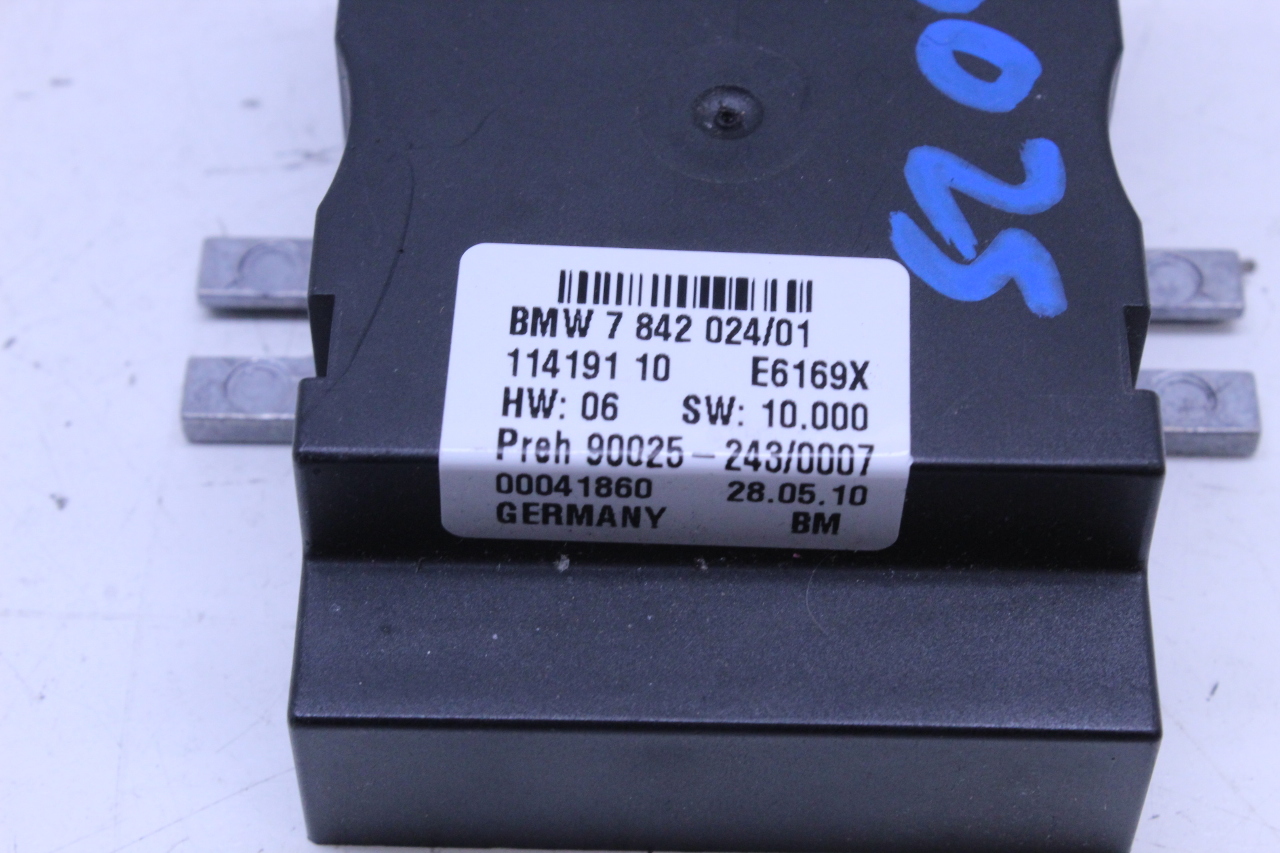 0025
BMW 7 842 024/01
114191 10 E6169X
HW: 06 SW: 10.000
Preh 90025-243/0007
00041860 28.05.10
GERMANY BM